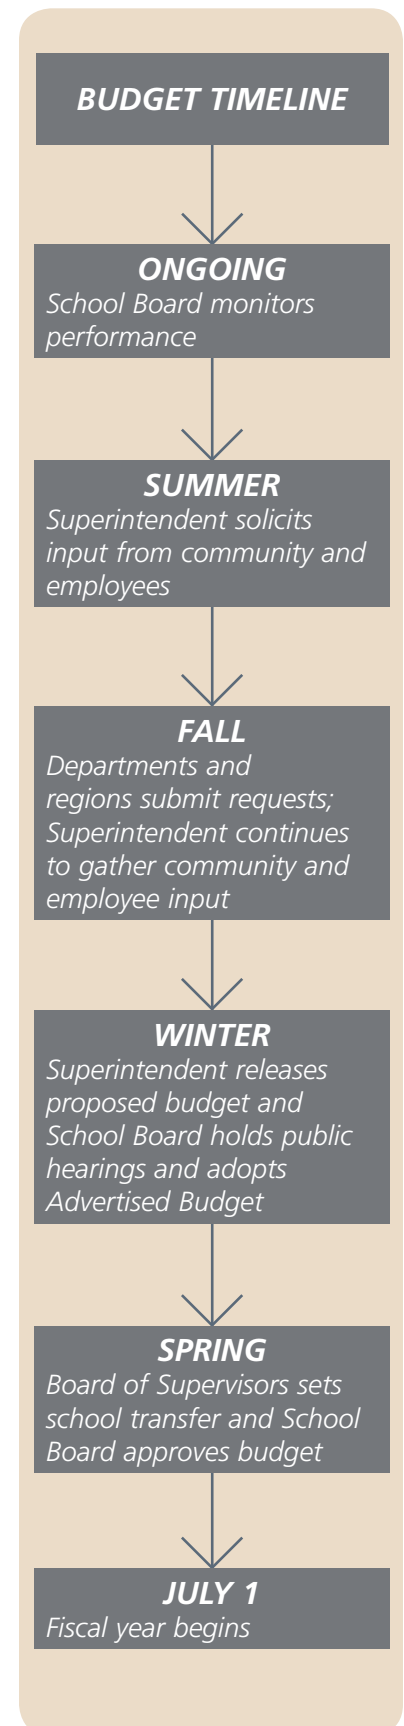 BUDGET TIMELINE
ONGOING
School Board monitors
performance
SUMMER
Superintendent solicits
input from community and
employees
FALL
Departments and
regions submit requests;
Superintendent continues
to gather community and
employee input
WINTER
Superintendent releases
proposed budget and
School Board holds public
hearings and adopts
Advertised Budget
SPRING
Board of Supervisors sets
school transfer and School
Board approves budget
JULY 1
Fiscal year begins